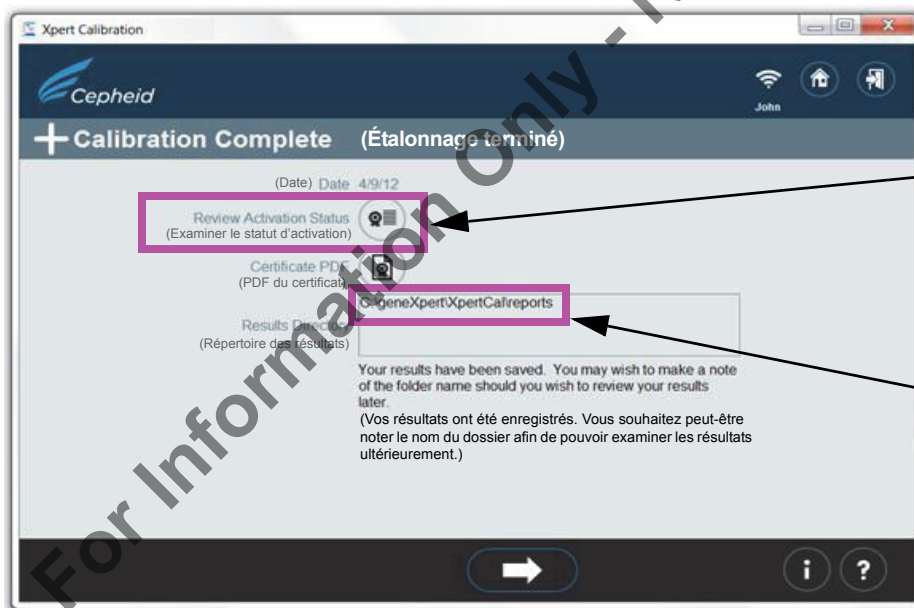 Xpert Calibration
Cepheid
John
Calibration Complete (Étalonnage terminé)
(Date) Date 4/9/12
Review Activation Status
(Examiner le statut d'activation)
Certificate PDF
(PDF du certificat)
C:\geneXpert\XpertCal\reports
Results Directory
(Répertoire des résultats)
Your results have been saved. You may wish to make a note
of the folder name should you wish to review your results
later.
(Vos résultats ont été enregistrés. Vous souhaitez peut-être
noter le nom du dossier afin de pouvoir examiner les résultats
ultérieurement.)
i ?
For Information Only -